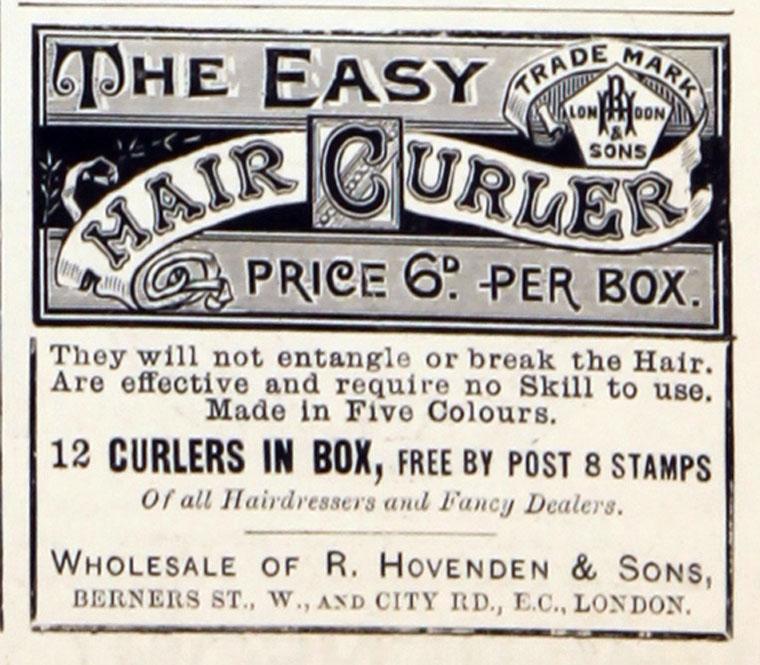 THE EASY
HAIR CURLER
TRADE MARK
RH
LONDON
& SONS
PRICE 6D. PER BOX.
They will not entangle or break the Hair.
Are effective and require no Skill to use.
Made in Five Colours.
12 CURLERS IN BOX, FREE BY POST 8 STAMPS
Of all Hairdressers and Fancy Dealers.
WHOLESALE OF R. HOVENDEN & SONS,
BERNERS ST., W., AND CITY RD., E.C., LONDON.